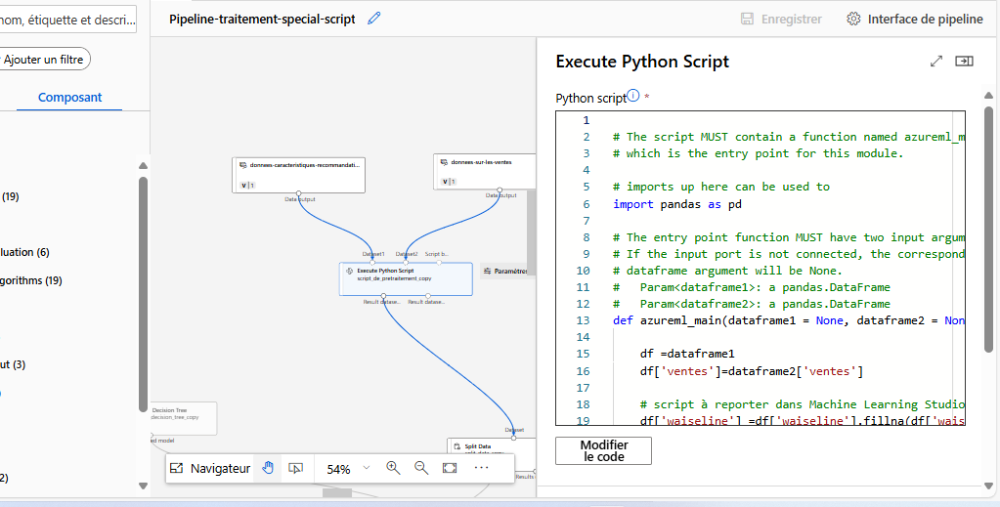 nom, étiquette et descri...
Ajouter un filtre
Composant
(19)
luation (6)
gorithms (19)
ut (3)
2)
Pipeline-traitement-special-script
Enregistrer
Interface de pipeline
donnees-caracteristiques-recommandati...
v | 1
Data output
donnees-sur-les-ventes
v | 1
Data output
Dataset1
Dataset2
Script b...
Execute Python Script
script_de_pretraitement_copy
Paramètres
Result datase...
Result datase...
Decision Tree
decision_tree_copy
ed model
Dataset
Split Data
split_data_copy
Results
Navigateur
54%
...
Execute Python Script
Python script *
1
2 # The script MUST contain a function named azureml_m
3 # which is the entry point for this module.
4
5 # imports up here can be used to
6 import pandas as pd
7
8 # The entry point function MUST have two input argum
9 # If the input port is not connected, the correspond
10 # dataframe argument will be None.
11 #   Param<dataframe1>: a pandas.DataFrame
12 #   Param<dataframe2>: a pandas.DataFrame
13 def azureml_main(dataframe1 = None, dataframe2 = Non
14
15     df =dataframe1
16     df['ventes']=dataframe2['ventes']
17
18     # script à reporter dans Machine Learning Studio
19     df['waiseline'] =df['waiseline'].fillna(df['wais
Modifier
le code